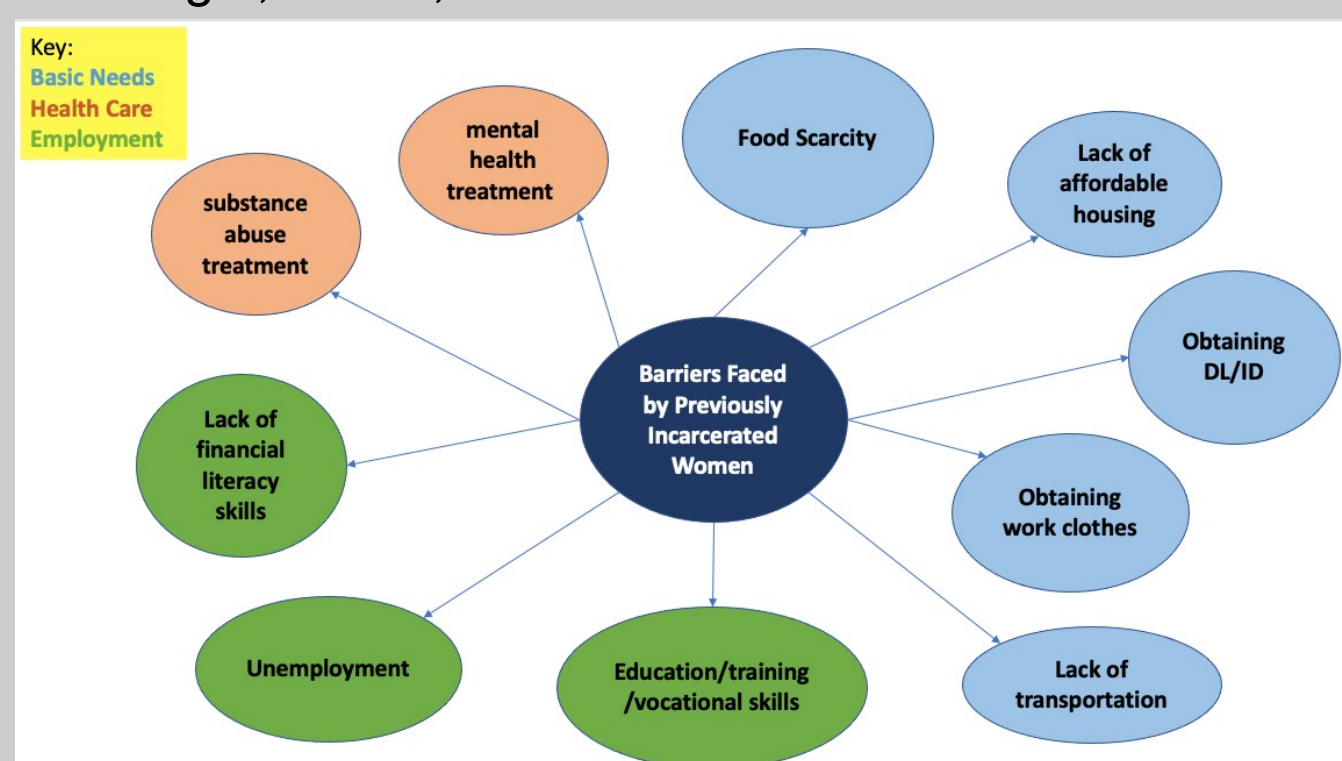 Key:
Basic Needs
Health Care
Employment
mental
health
treatment
Food Scarcity
Lack of
affordable
housing
substance
abuse
treatment
Obtaining
DL/ID
Barriers Faced
by Previously
Incarcerated
Women
Lack of
financial
literacy
skills
Obtaining
work clothes
Unemployment
Education/training
/vocational skills
Lack of
transportation